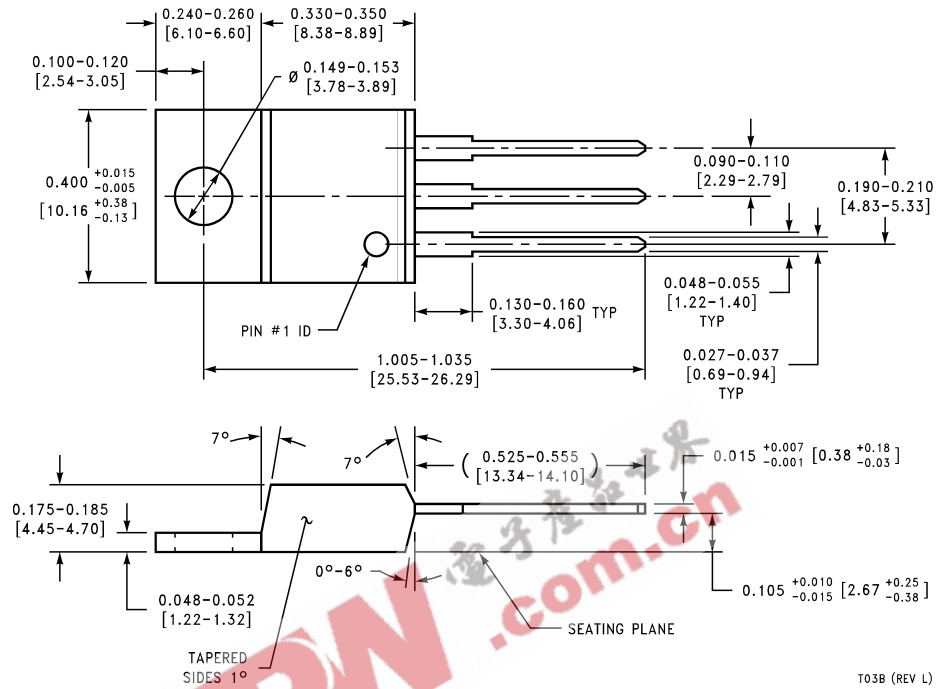 0.240-0.260
[6.10-6.60]
0.330-0.350
[8.38-8.89]
0.100-0.120
[2.54-3.05]
Ø 0.149-0.153
[3.78-3.89]
0.400 +0.015 -0.005
[10.16 +0.38 -0.13]
0.090-0.110
[2.29-2.79]
0.190-0.210
[4.83-5.33]
0.048-0.055
[1.22-1.40]
TYP
0.130-0.160 TYP
[3.30-4.06]
PIN #1 ID
1.005-1.035
[25.53-26.29]
0.027-0.037
[0.69-0.94]
TYP
7°
7°
( 0.525-0.555 )
[13.34-14.10]
0.015 +0.007 -0.001 [0.38 +0.18 -0.03]
0.175-0.185
[4.45-4.70]
0°-6°
0.048-0.052
[1.22-1.32]
0.105 +0.010 -0.015 [2.67 +0.25 -0.38]
SEATING PLANE
TAPERED
SIDES 1°
電子產品世界
.com.cn
T03B (REV L)